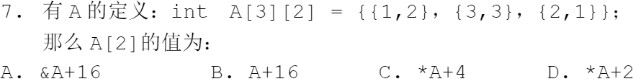 7. 有A的定义：int A[3][2] = {{1,2}，{3,3}，{2,1}};
那么A[2]的值为：
A. &A+16 B. A+16 C. *A+4 D. *A+2